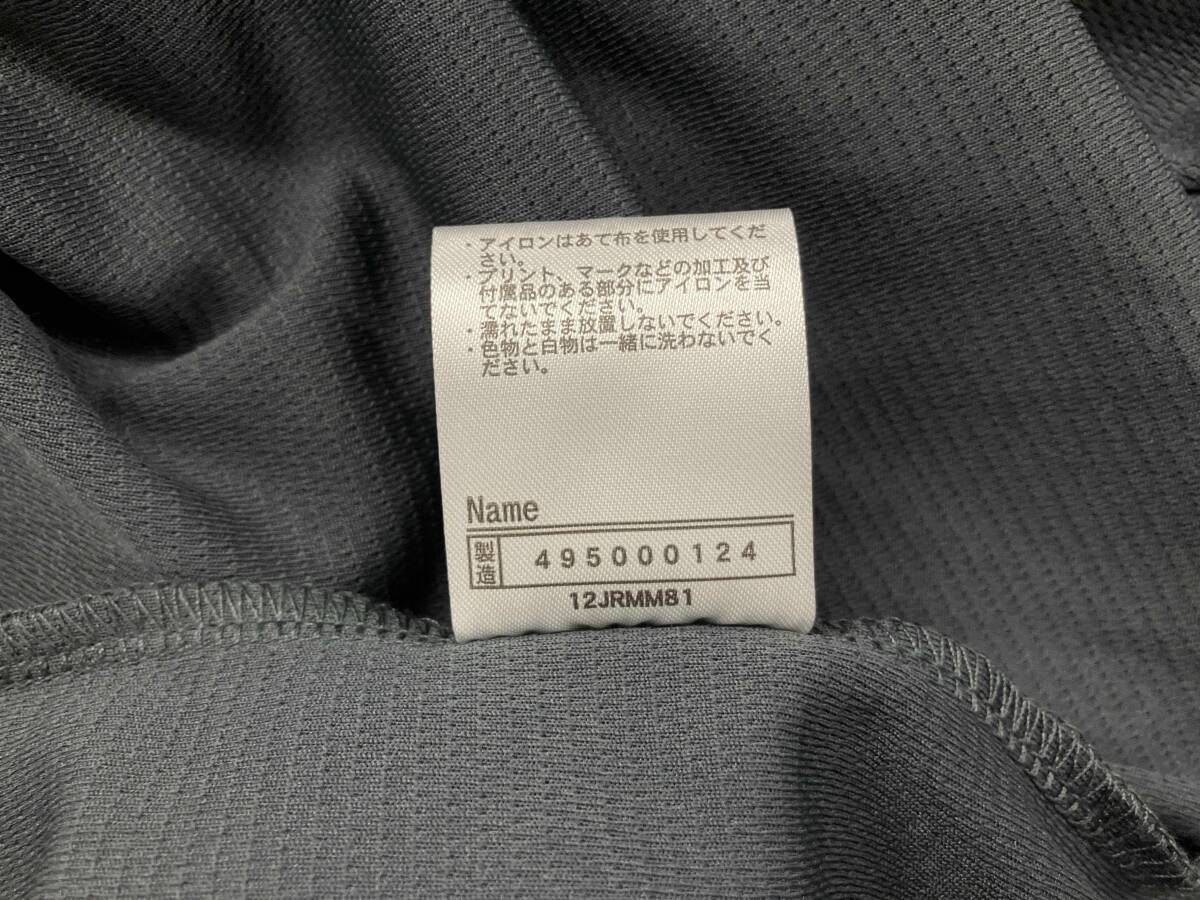 ・アイロンはあて布を使用してくだ
さい。
・プリント、マークなどの加工及び
付属品のある部分にアイロンを当
てないでください。
・濡れたまま放置しないでください。
・色物と白物は一緒に洗わないでく
ださい。
Name
製造 495000124
12JRMM81